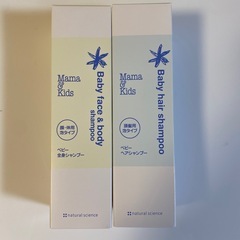 Baby face & body
shampoo
Mama
&
Kids
顔・体用
泡タイプ
ベビー
全身シャンプー
natural science
Baby hair shampoo
Mama
&
Kids
頭髪用
泡タイプ
ベビー
ヘアシャンプー
natural science